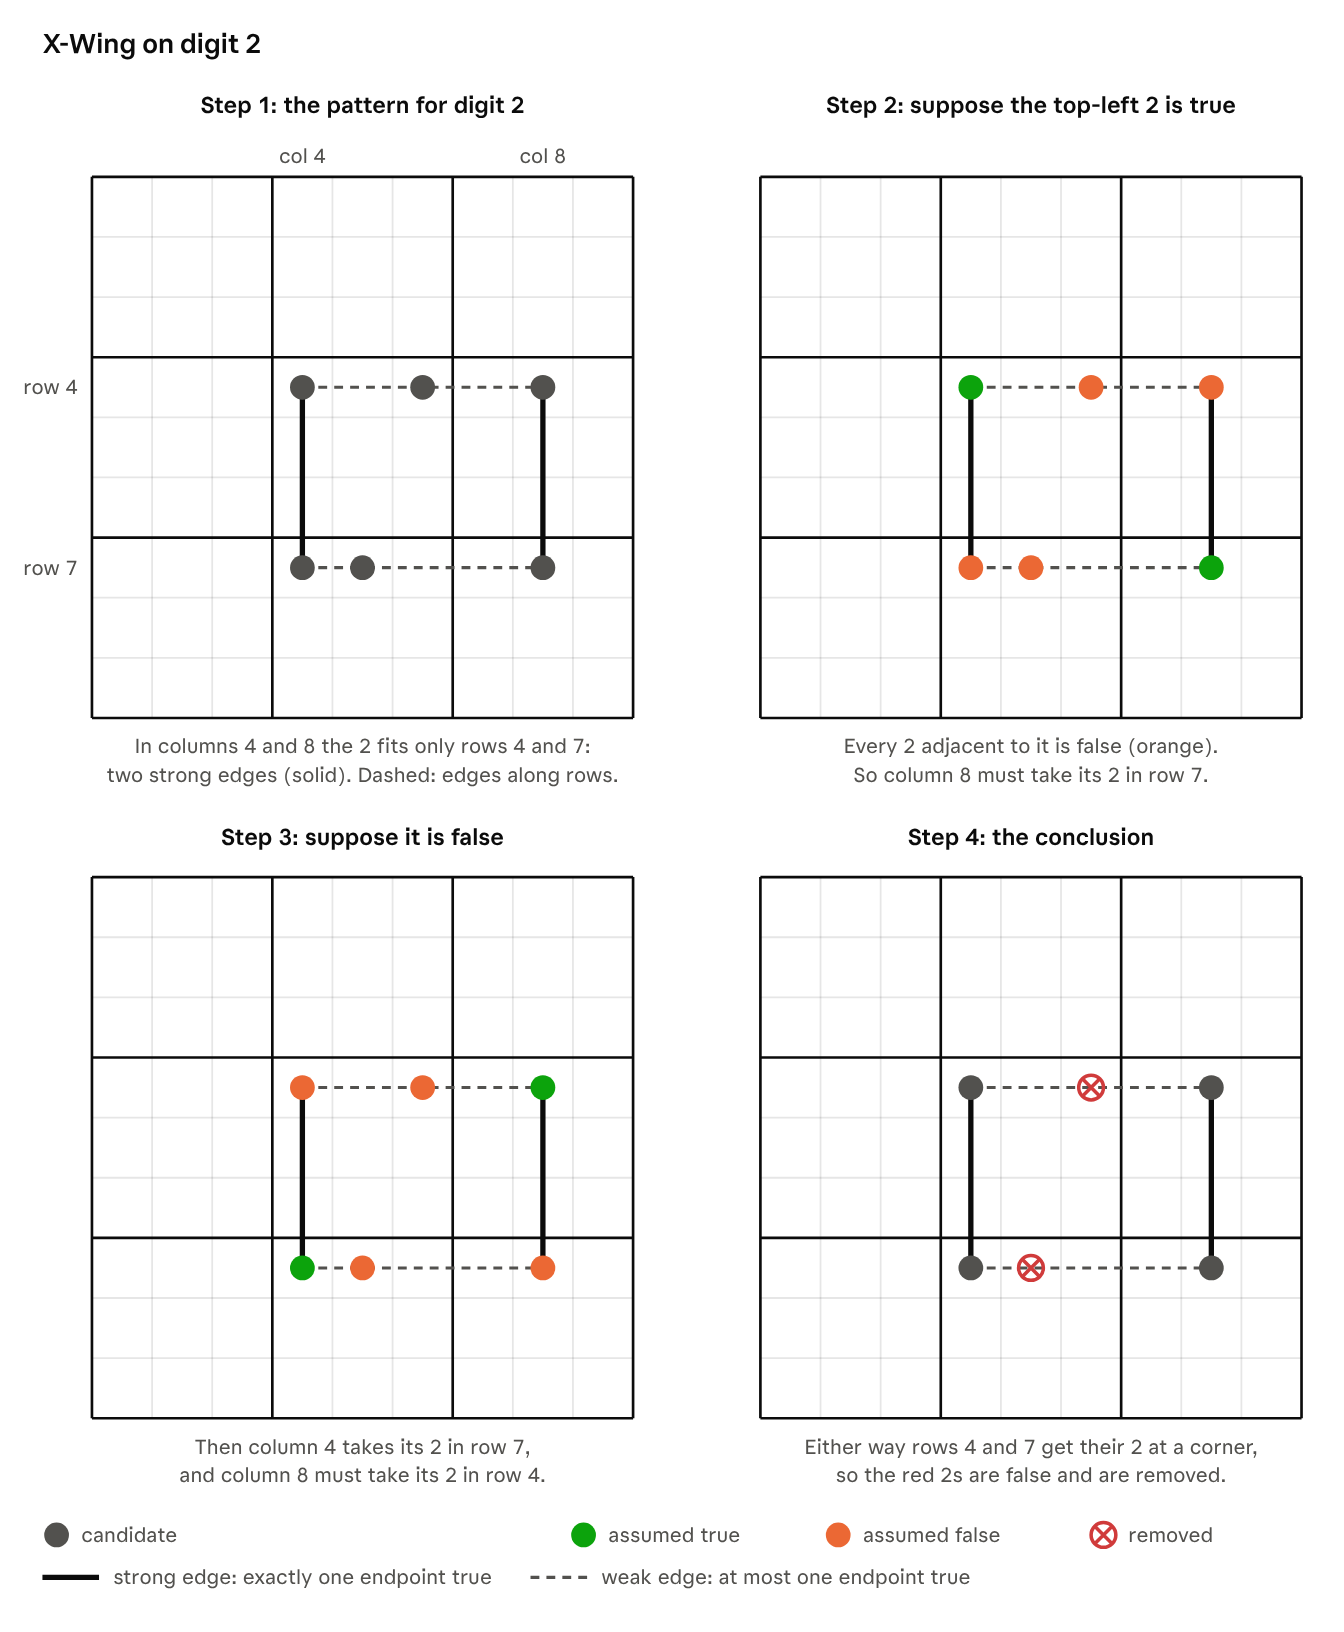 X-Wing on digit 2
Step 1: the pattern for digit 2
col 4
col 8
row 4
row 7
In columns 4 and 8 the 2 fits only rows 4 and 7:
two strong edges (solid). Dashed: edges along rows.
Step 2: suppose the top-left 2 is true
Every 2 adjacent to it is false (orange).
So column 8 must take its 2 in row 7.
Step 3: suppose it is false
Then column 4 takes its 2 in row 7,
and column 8 must take its 2 in row 4.
Step 4: the conclusion
Either way rows 4 and 7 get their 2 at a corner,
so the red 2s are false and are removed.
candidate
assumed true
assumed false
removed
strong edge: exactly one endpoint true
weak edge: at most one endpoint true